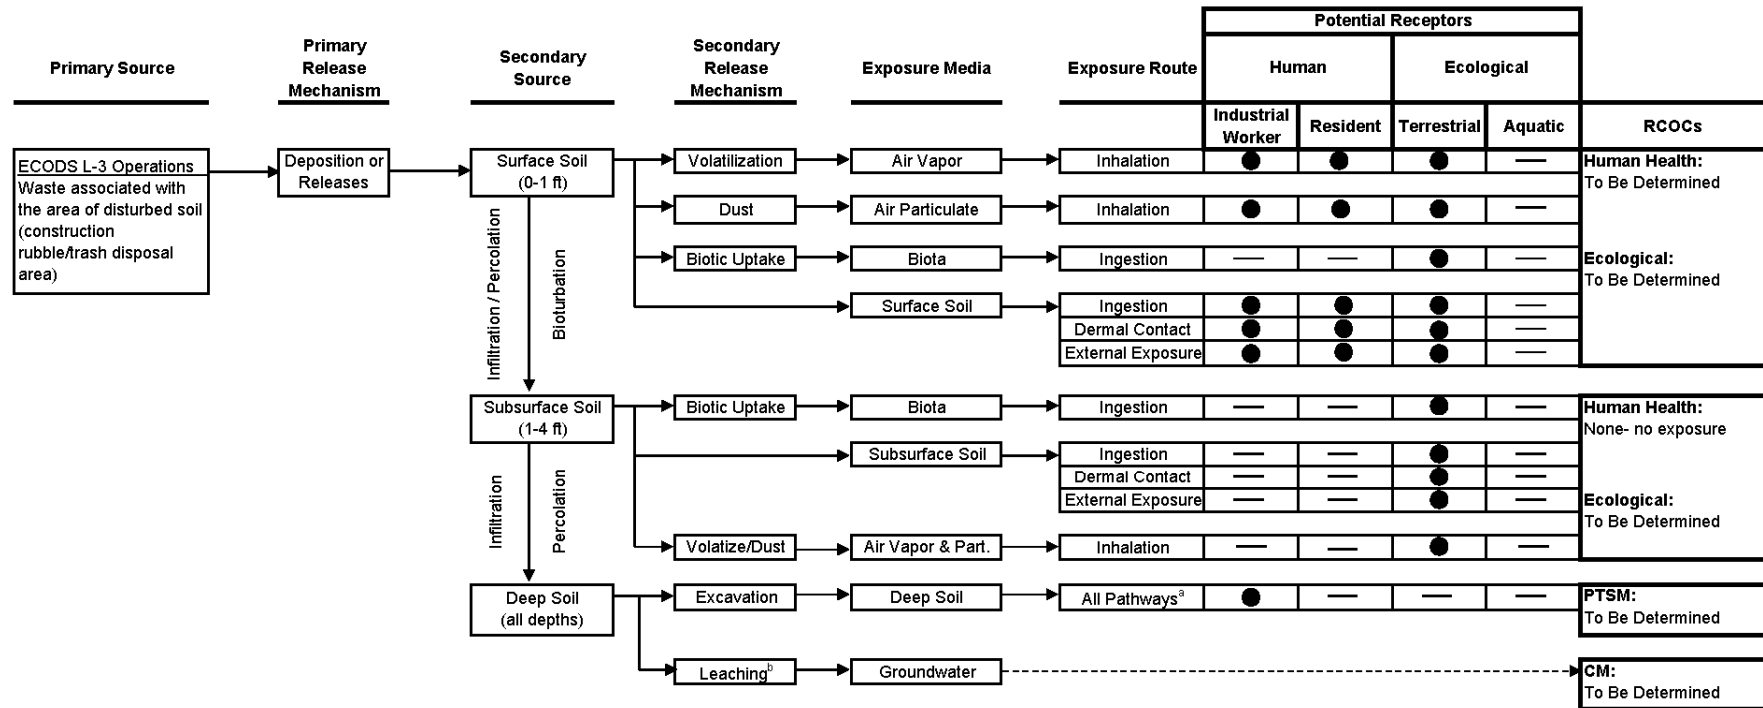 Potential Receptors
Primary Source
Primary
Release
Mechanism
Secondary
Source
Secondary
Release
Mechanism
Exposure Media
Exposure Route
Human
Ecological
Industrial
Worker
Resident
Terrestrial
Aquatic
RCOCs
ECODS L-3 Operations
Waste associated with
the area of disturbed soil
(construction
rubble/trash disposal
area)
Deposition or
Releases
Surface Soil
(0-1 ft)
Volatilization
Air Vapor
Inhalation
—
Human Health:
To Be Determined
Dust
Air Particulate
Inhalation
—
Infiltration / Percolation
Bioturbation
Biotic Uptake
Biota
Ingestion
— — —
Ecological:
To Be Determined
Surface Soil
Ingestion
—
Dermal Contact
—
External Exposure
—
Subsurface Soil
(1-4 ft)
Biotic Uptake
Biota
Ingestion
— — —
Human Health:
None- no exposure
Subsurface Soil
Ingestion
— — —
Dermal Contact
— — —
External Exposure
— — —
Ecological:
To Be Determined
Infiltration
Percolation
Volatize/Dust
Air Vapor & Part.
Inhalation
— — —
Deep Soil
(all depths)
Excavation
Deep Soil
All Pathwaysᵃ
— — —
PTSM:
To Be Determined
Leachingᵇ
Groundwater
CM:
To Be Determined